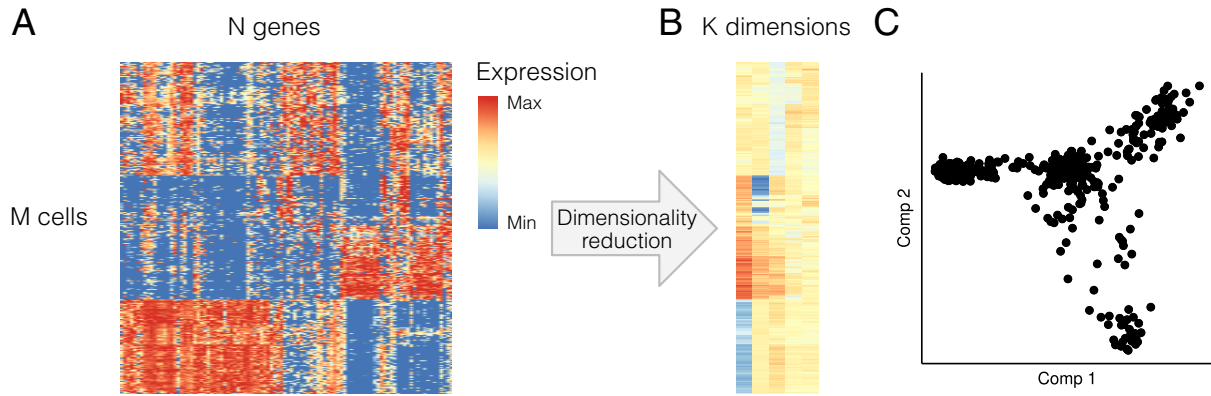 A
N genes
M cells
Expression
Max
Min
Dimensionality
reduction
B
K dimensions
C
Comp 2
Comp 1